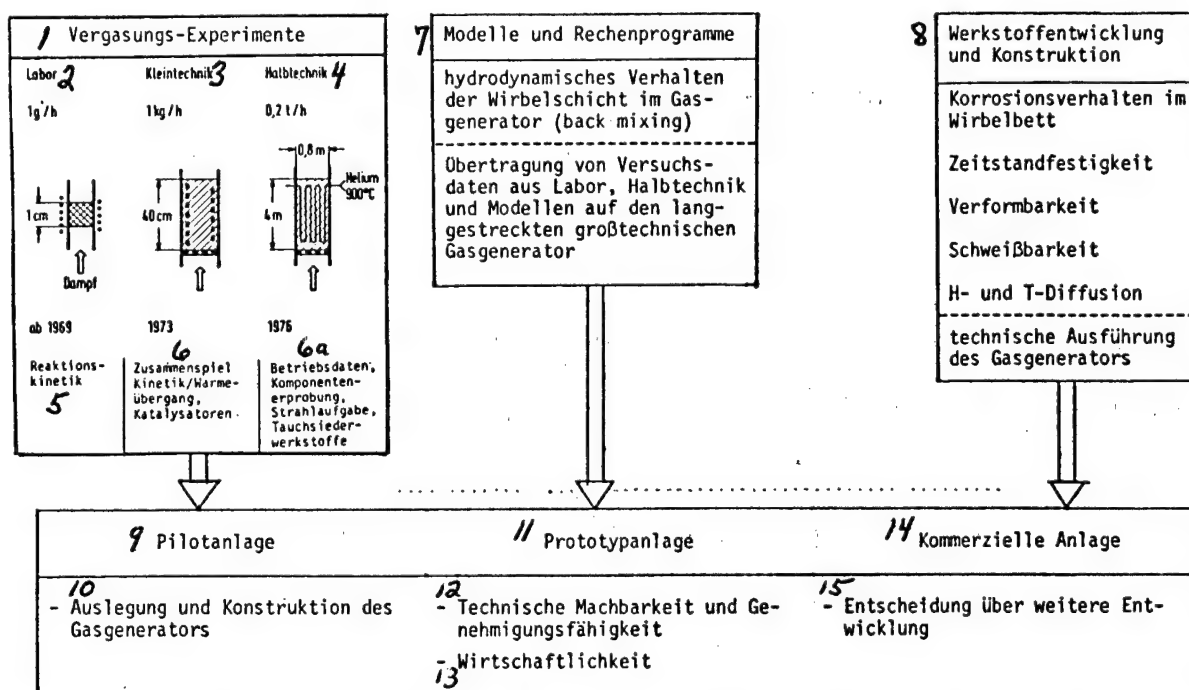 1 Vergasungs-Experimente
Labor 2
1g/h
1 cm
Dampf
ab 1969
Reaktions-
kinetik
5
Kleintechnik 3
1kg/h
40cm
1973
6
Zusammenspiel
Kinetik/Wärme-
übergang,
Katalysatoren
Halbtechnik 4
0,2 t/h
0,8m
Helium
900°C
4m
1976
6a
Betriebsdaten,
Komponenten-
erprobung,
Strahlaufgabe,
Tauchsieder-
werkstoffe
7 Modelle und Rechenprogramme
hydrodynamisches Verhalten
der Wirbelschicht im Gas-
generator (back mixing)
Übertragung von Versuchs-
daten aus Labor, Halbtechnik
und Modellen auf den lang-
gestreckten großtechnischen
Gasgenerator
8 Werkstoffentwicklung
und Konstruktion
Korrosionsverhalten im
Wirbelbett
Zeitstandfestigkeit
Verformbarkeit
Schweißbarkeit
H- und T-Diffusion
technische Ausführung
des Gasgenerators
9 Pilotanlage
10
- Auslegung und Konstruktion des
Gasgenerators
11 Prototypanlage
12
- Technische Machbarkeit und Ge-
nehmigungsfähigkeit
- Wirtschaftlichkeit
13
14 Kommerzielle Anlage
15
- Entscheidung über weitere Ent-
wicklung